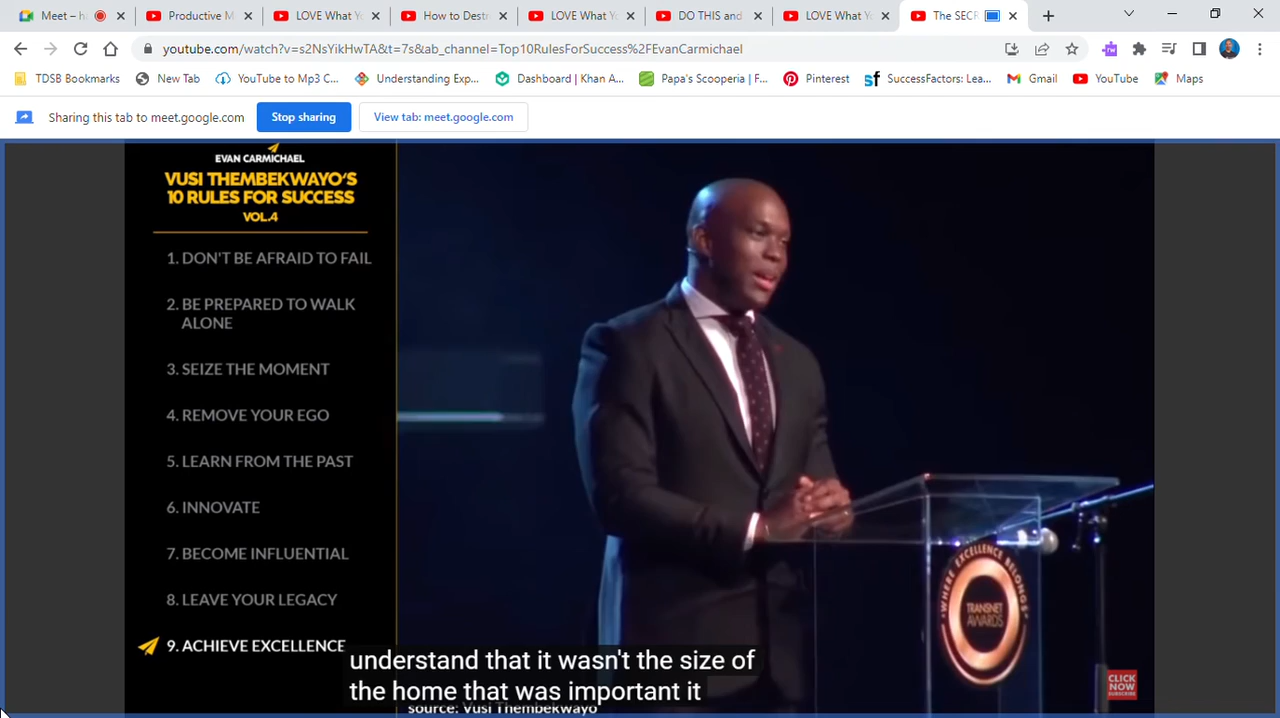 Meet – ha
Productive M
LOVE What Yo
How to Destr
LOVE What Yo
DO THIS and
LOVE What Yo
The SECR
youtube.com/watch?v=s2NsYikHwTA&t=7s&ab_channel=Top10RulesForSuccess%2FEvanCarmichael
TDSB Bookmarks
New Tab
YouTube to Mp3 C...
Understanding Exp...
Dashboard | Khan A...
Papa's Scooperia | F...
Pinterest
SuccessFactors: Lea...
Gmail
YouTube
Maps
Sharing this tab to meet.google.com
Stop sharing
View tab: meet.google.com
EVAN CARMICHAEL
VUSI THEMBEKWAYO'S
10 RULES FOR SUCCESS
VOL.4
1. DON'T BE AFRAID TO FAIL
2. BE PREPARED TO WALK
ALONE
3. SEIZE THE MOMENT
4. REMOVE YOUR EGO
5. LEARN FROM THE PAST
6. INNOVATE
7. BECOME INFLUENTIAL
8. LEAVE YOUR LEGACY
9. ACHIEVE EXCELLENCE
understand that it wasn't the size of
the home that was important it
source: Vusi Thembekwayo
WHERE EXCELLENCE BELONGS
TRANSNET
AWARDS
CLICK
NOW
SUBSCRIBE